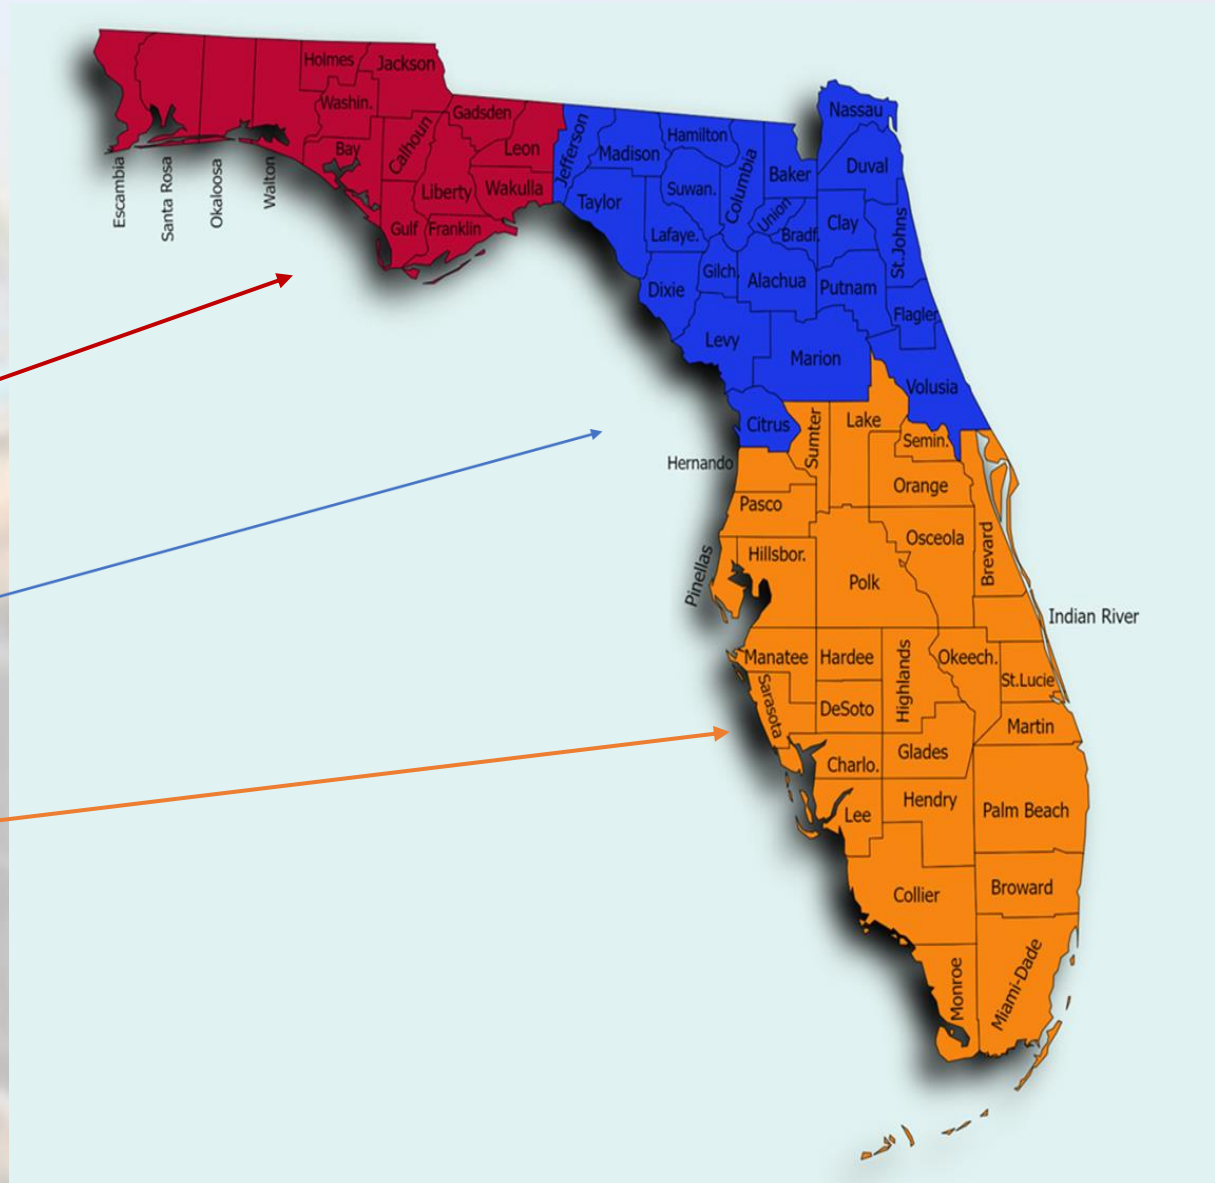 Holmes
Jackson
Washin.
Gadsden
Leon
Calhoun
Bay
Liberty
Wakulla
Gulf
Franklin
Escambia
Santa Rosa
Okaloosa
Walton
Jefferson
Madison
Hamilton
Taylor
Suwan.
Columbia
Baker
Nassau
Duval
Lafaye.
Union
Bradf.
Clay
St.Johns
Dixie
Gilch.
Alachua
Putnam
Flagler
Levy
Marion
Volusia
Citrus
Sumter
Lake
Semin.
Hernando
Orange
Pasco
Osceola
Brevard
Pinellas
Hillsbor.
Polk
Indian River
Manatee
Hardee
Highlands
Okeech.
St.Lucie
Sarasota
DeSoto
Martin
Charlo.
Glades
Lee
Hendry
Palm Beach
Collier
Broward
Monroe
Miami-Dade